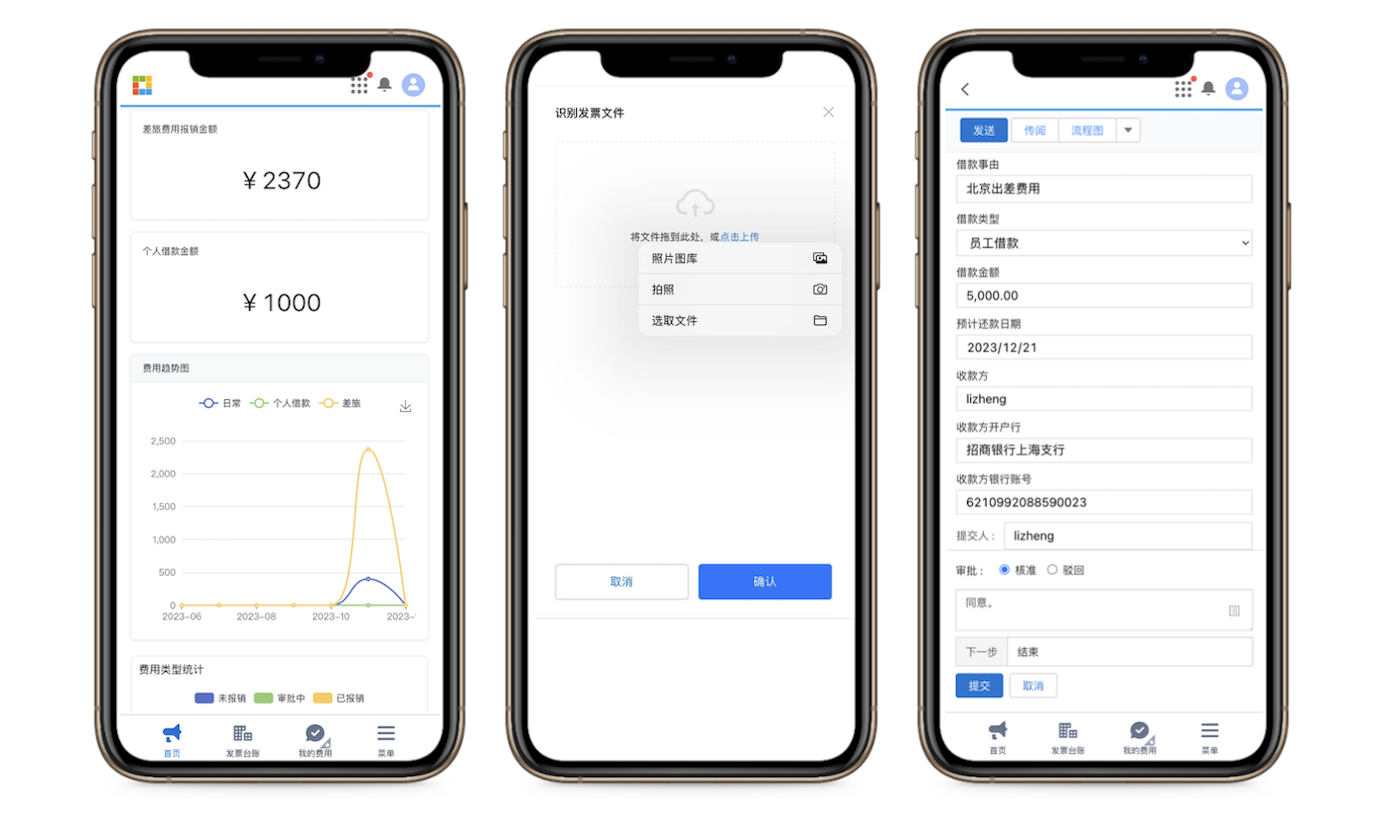 差旅费用报销金额
¥ 2370
个人借款金额
¥ 1000
费用趋势图
日常 个人借款 差旅
2,500
2,000
1,500
1,000
500
0
2023-06 2023-08 2023-10 2023-
费用类型统计
未报销 审批中 已报销
首页 发票台账 我的费用 菜单
识别发票文件
将文件拖到此处，或点击上传
照片图库
拍照
选取文件
取消 确认
发送 传阅 流程图
借款事由
北京出差费用
借款类型
员工借款
借款金额
5,000.00
预计还款日期
2023/12/21
收款方
lizheng
收款方开户行
招商银行上海支行
收款方银行账号
6210992088590023
提交人： lizheng
审批： 核准 驳回
同意。
下一步 结束
提交 取消
首页 发票台账 我的费用 菜单